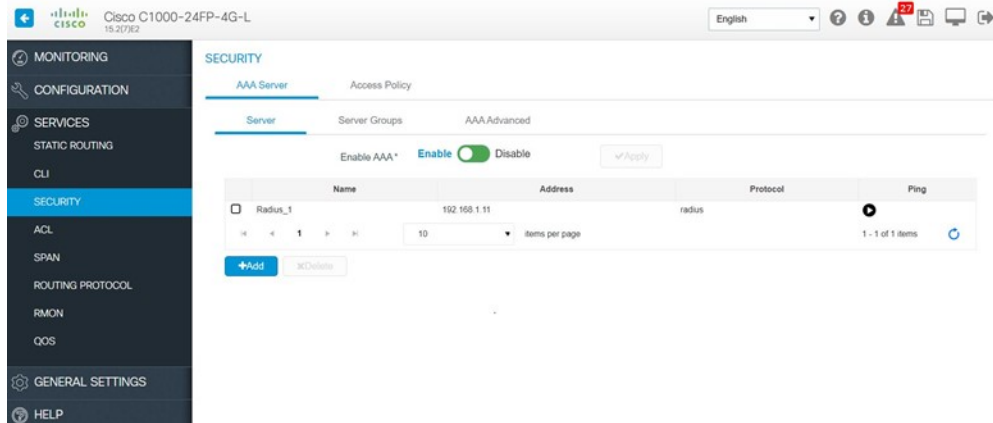 CISCO
Cisco C1000-24FP-4G-L
15.2(7)E2
English
27
MONITORING
CONFIGURATION
SERVICES
STATIC ROUTING
CLI
SECURITY
ACL
SPAN
ROUTING PROTOCOL
RMON
QOS
GENERAL SETTINGS
HELP
SECURITY
AAA Server Access Policy
Server Server Groups AAA Advanced
Enable AAA* Enable Disable Apply
Name Address Protocol Ping
Radius_1 192.168.1.11 radius
1 10 items per page 1 - 1 of 1 items
+Add Delete